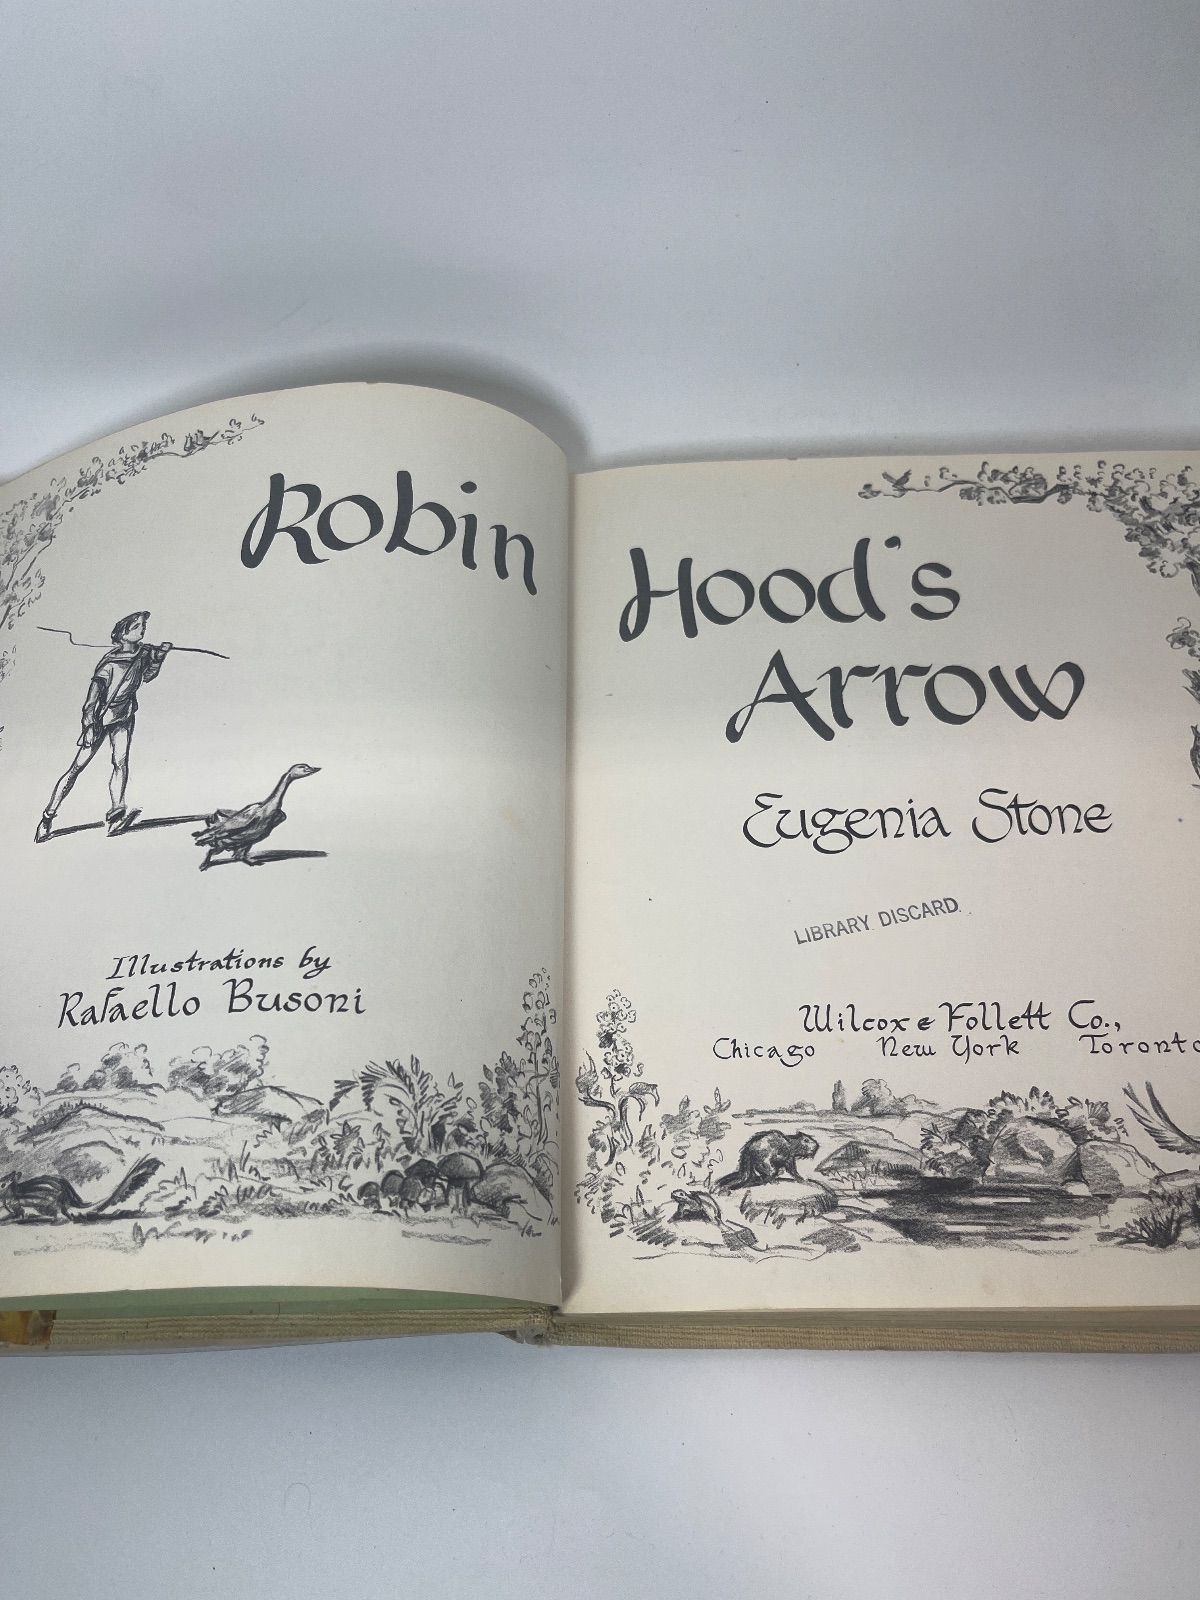 Robin
Hood's
Arrow
Eugenia Stone
LIBRARY DISCARD.
Illustrations by
Rafaello Busoni
Wilcox & Follett Co.,
Chicago New York Toronto